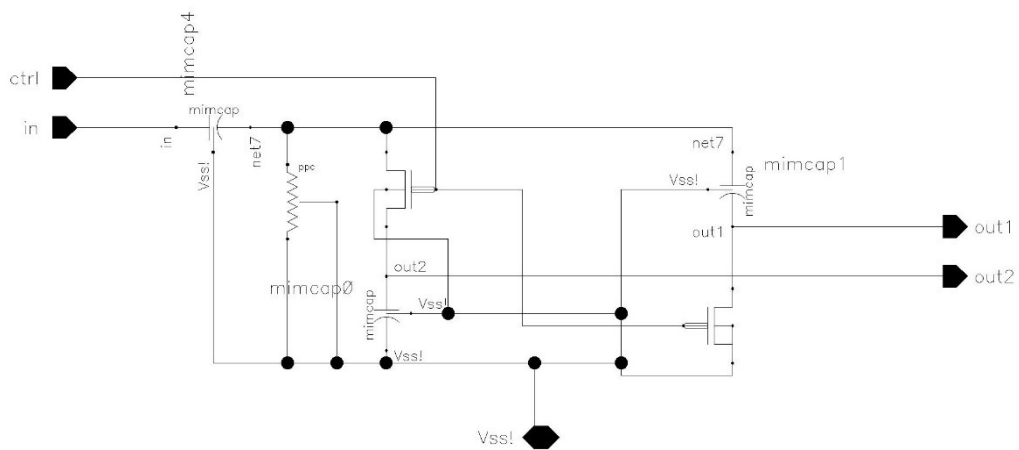 mimcap4
ctrl
mimcap
in
in
net7
Vss!
ppc
net7
mimcap1
Vss!
mimcap
out1
out1
out2
out2
mimcap0
mimcap
Vss!
Vss!
Vss!